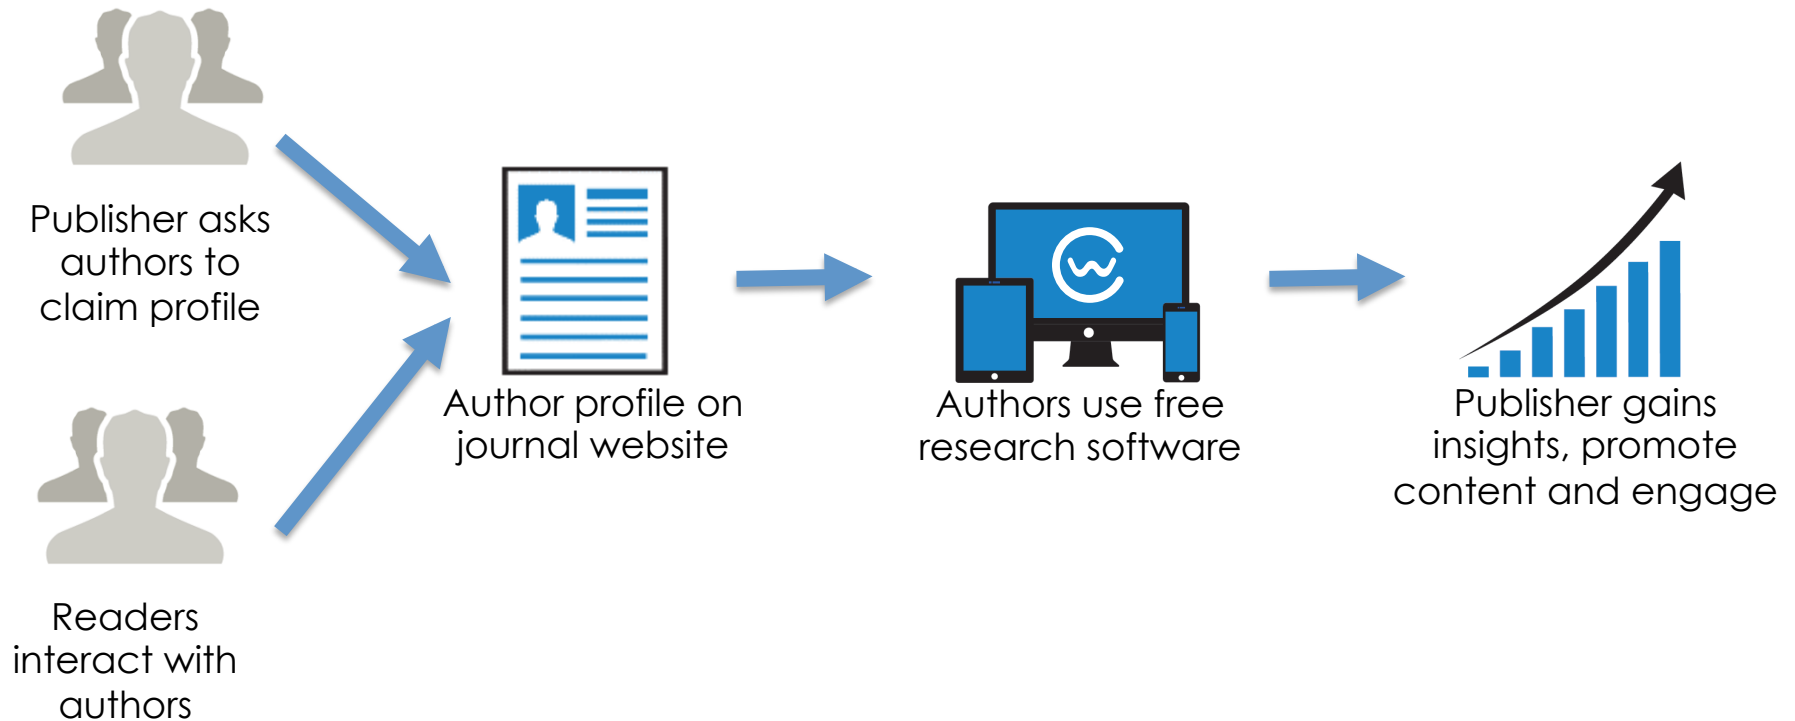 Publisher asks
authors to
claim profile
Readers
interact with
authors
Author profile on
journal website
Authors use free
research software
Publisher gains
insights, promote
content and engage